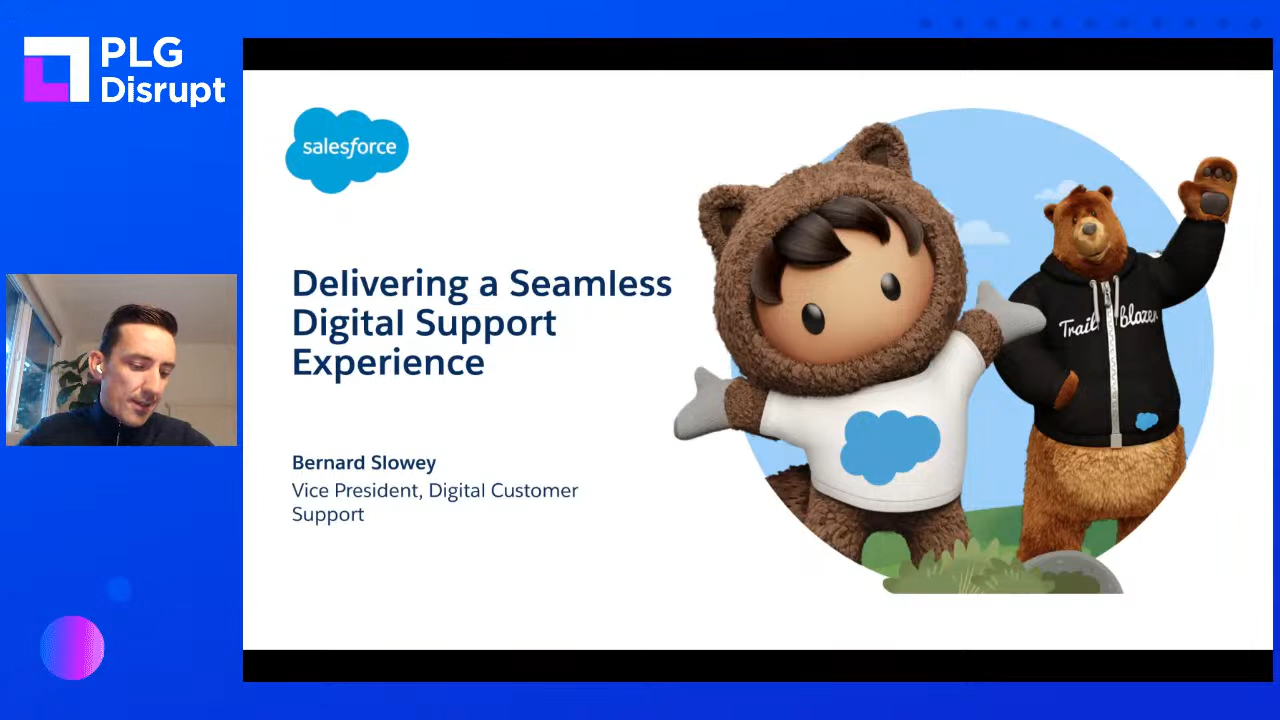 PLG
Disrupt
salesforce
Delivering a Seamless
Digital Support
Experience
Bernard Slowey
Vice President, Digital Customer
Support
Trailblazer